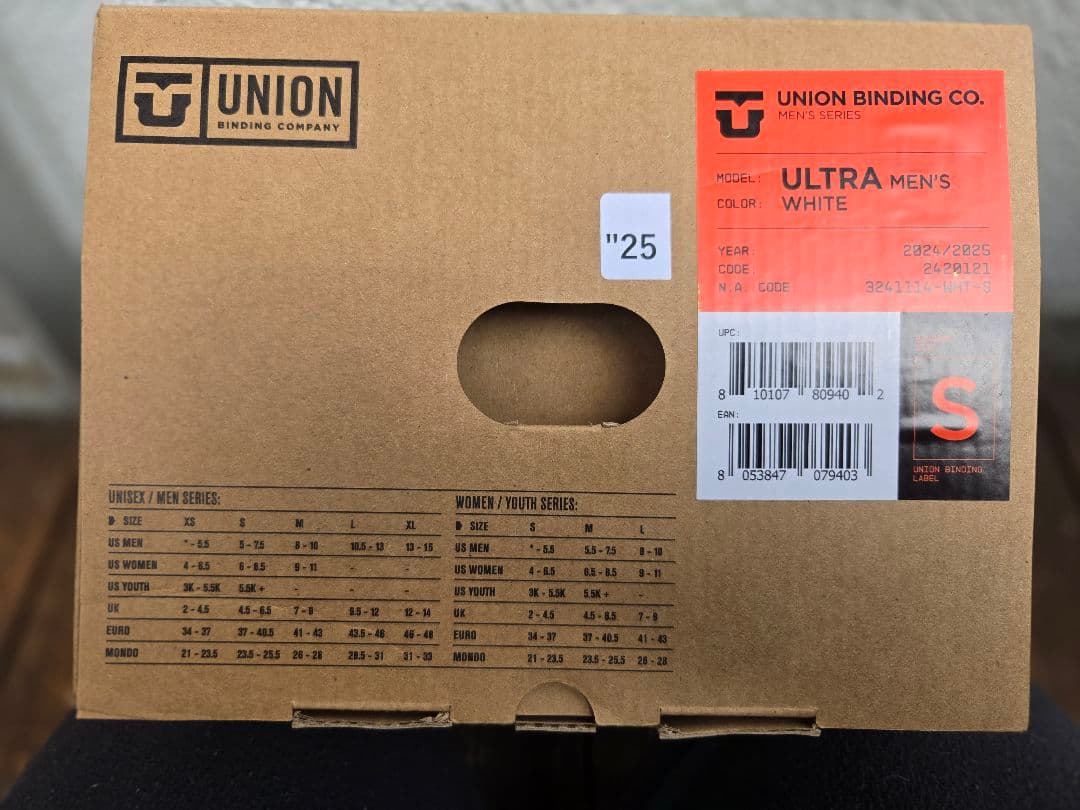 UNION
BINDING COMPANY
UNION BINDING CO.
MEN'S SERIES
MODEL: ULTRA MEN'S
COLOR: WHITE
"25
YEAR: 2024/2025
CODE: 2420121
N.A. CODE 3241114-WHT-S
UPC:
8 10107 80940 2
EAN:
8 053847 079403
S
UNION BINDING
LABEL
UNISEX / MEN SERIES:
SIZE XS S M L XL
US MEN *-5.5 5-7.5 8-10 10.5-13 13-15
US WOMEN 4-6.5 6-8.5 9-11 - -
US YOUTH 3K-5.5K 5.5K+ - - -
UK 2-4.5 4.5-6.5 7-9 9.5-12 12-14
EURO 34-37 37-40.5 41-43 43.5-46 46-48
MONDO 21-23.5 23.5-25.5 26-28 28.5-31 31-33
WOMEN / YOUTH SERIES:
SIZE S M L
US MEN *-5.5 5.5-7.5 8-10
US WOMEN 4-6.5 6.5-8.5 9-11
US YOUTH 3K-5.5K 5.5K+ -
UK 2-4.5 4.5-6.5 7-9
EURO 34-37 37-40.5 41-43
MONDO 21-23.5 23.5-25.5 26-28